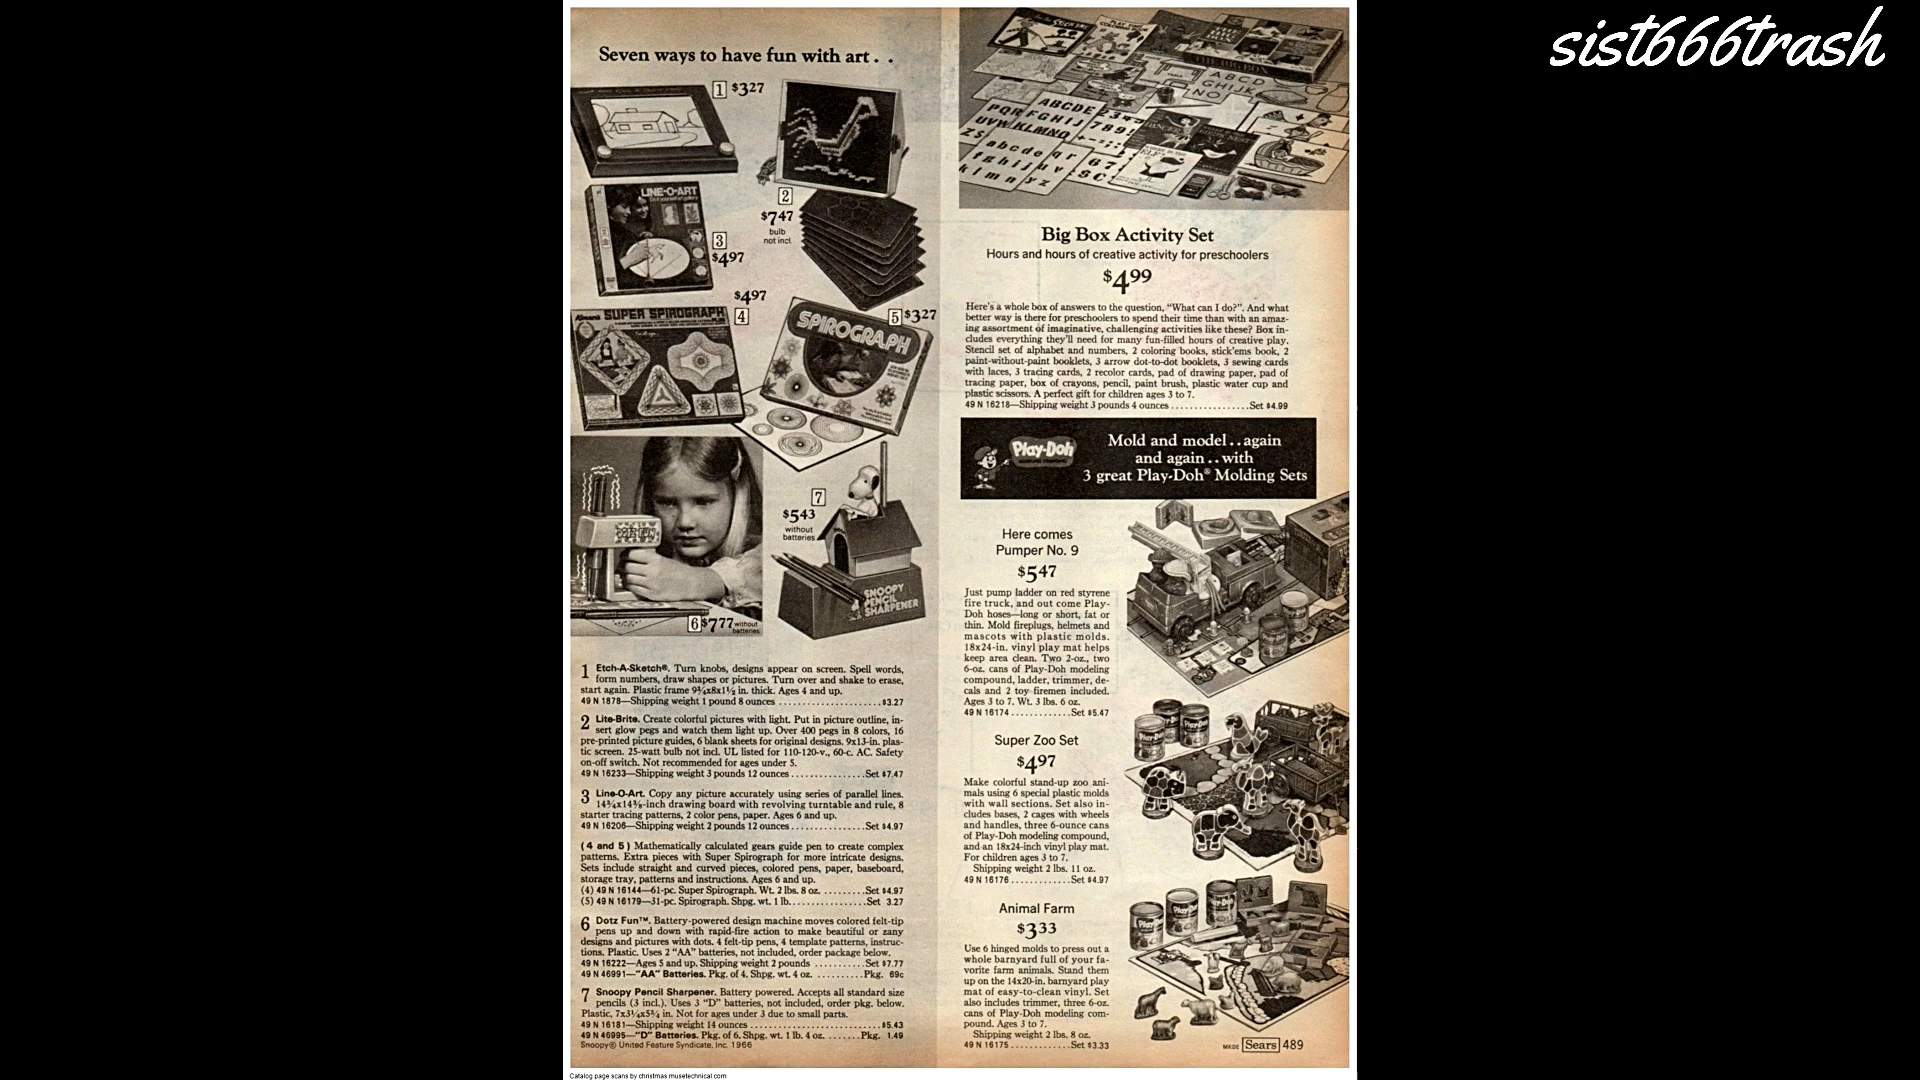 sist666trash
Seven ways to have fun with art . .
1 $3.27
2
$7.47
bulb
not incl.
LINE-O-ART
3
$4.97
$4.97
4
SUPER SPIROGRAPH
5 $3.27
SPIROGRAPH
7
$5.43
without
batteries
SNOOPY
PENCIL
SHARPENER
6 $7.77 without
batteries
1 Etch-A-Sketch®. Turn knobs, designs appear on screen. Spell words,
form numbers, draw shapes or pictures. Turn over and shake to erase,
start again. Plastic frame 9¾x8x1½ in. thick. Ages 4 and up.
49 N 1878—Shipping weight 1 pound 8 ounces . . . . . . . . . . . . . . . . . . . . . . $3.27
2 Lite-Brite. Create colorful pictures with light. Put in picture outline, in-
sert glow pegs and watch them light up. Over 400 pegs in 8 colors, 16
pre-printed picture guides, 6 blank sheets for original designs. 9x13-in. plas-
tic screen. 25-watt bulb not incl. UL listed for 110-120-v., 60-c. AC. Safety
on-off switch. Not recommended for ages under 5.
49 N 16233—Shipping weight 3 pounds 12 ounces . . . . . . . . . . . . . . . . Set $7.47
3 Line-O-Art. Copy any picture accurately using series of parallel lines.
14¾x14⅜-inch drawing board with revolving turntable and rule, 8
starter tracing patterns, 2 color pens, paper. Ages 6 and up.
49 N 16206—Shipping weight 2 pounds 12 ounces . . . . . . . . . . . . . . . . Set $4.97
(4 and 5) Mathematically calculated gears guide pen to create complex
patterns. Extra pieces with Super Spirograph for more intricate designs.
Sets include straight and curved pieces, colored pens, paper, baseboard,
storage tray, patterns and instructions. Ages 6 and up.
(4) 49 N 16144—61-pc. Super Spirograph. Wt. 2 lbs. 8 oz. . . . . . . . . . Set $4.97
(5) 49 N 16179—31-pc. Spirograph. Shpg. wt. 1 lb. . . . . . . . . . . . . . . . . Set 3.27
6 Dotz Fun™. Battery-powered design machine moves colored felt-tip
pens up and down with rapid-fire action to make beautiful or zany
designs and pictures with dots. 4 felt-tip pens, 4 template patterns, instruc-
tions. Plastic. Uses 2 “AA” batteries, not included, order package below.
49 N 16222—Ages 5 and up. Shipping weight 2 pounds . . . . . . . . . . . Set $7.77
49 N 46991—“AA” Batteries. Pkg. of 4. Shpg. wt. 4 oz. . . . . . . . . . . Pkg. 69c
7 Snoopy Pencil Sharpener. Battery powered. Accepts all standard size
pencils (3 incl.). Uses 3 “D” batteries, not included, order pkg. below.
Plastic, 7x3¼x5¾ in. Not for ages under 3 due to small parts.
49 N 16181—Shipping weight 14 ounces . . . . . . . . . . . . . . . . . . . . . . . . . . . . $5.43
49 N 46995—“D” Batteries. Pkg. of 6. Shpg. wt. 1 lb. 4 oz. . . . . . . . Pkg. 1.49
Snoopy© United Feature Syndicate, Inc. 1966
Big Box Activity Set
Hours and hours of creative activity for preschoolers
$4.99
Here's a whole box of answers to the question, “What can I do?”. And what
better way is there for preschoolers to spend their time than with an amaz-
ing assortment of imaginative, challenging activities like these? Box in-
cludes everything they'll need for many fun-filled hours of creative play.
Stencil set of alphabet and numbers, 2 coloring books, stick'ems book, 2
paint-without-paint booklets, 3 arrow dot-to-dot booklets, 3 sewing cards
with laces, 3 tracing cards, 2 recolor cards, pad of drawing paper, pad of
tracing paper, box of crayons, pencil, paint brush, plastic water cup and
plastic scissors. A perfect gift for children ages 3 to 7.
49 N 16218—Shipping weight 3 pounds 4 ounces . . . . . . . . . . . . . . . . . Set $4.99
Play-Doh
Mold and model . . again
and again . . with
3 great Play-Doh® Molding Sets
Here comes
Pumper No. 9
$5.47
Just pump ladder on red styrene
fire truck, and out come Play-
Doh hoses—long or short, fat or
thin. Mold fireplugs, helmets and
mascots with plastic molds.
18x24-in. vinyl play mat helps
keep area clean. Two 2-oz., two
6-oz. cans of Play-Doh modeling
compound, ladder, trimmer, de-
cals and 2 toy firemen included.
Ages 3 to 7. Wt. 3 lbs. 6 oz.
49 N 16174 . . . . . . . . . . . . Set $5.47
Super Zoo Set
$4.97
Make colorful stand-up zoo ani-
mals using 6 special plastic molds
with wall sections. Set also in-
cludes bases, 2 cages with wheels
and handles, three 6-ounce cans
of Play-Doh modeling compound,
and an 18x24-inch vinyl play mat.
For children ages 3 to 7.
Shipping weight 2 lbs. 11 oz.
49 N 16176 . . . . . . . . . . . . Set $4.97
Animal Farm
$3.33
Use 6 hinged molds to press out a
whole barnyard full of your fa-
vorite farm animals. Stand them
up on the 14x20-in. barnyard play
mat of easy-to-clean vinyl. Set
also includes trimmer, three 6-oz.
cans of Play-Doh modeling com-
pound. Ages 3 to 7.
Shipping weight 2 lbs. 8 oz.
49 N 16175 . . . . . . . . . . . . Set $3.33
Sears 489
Catalog page scans by christmas.musetechnical.com